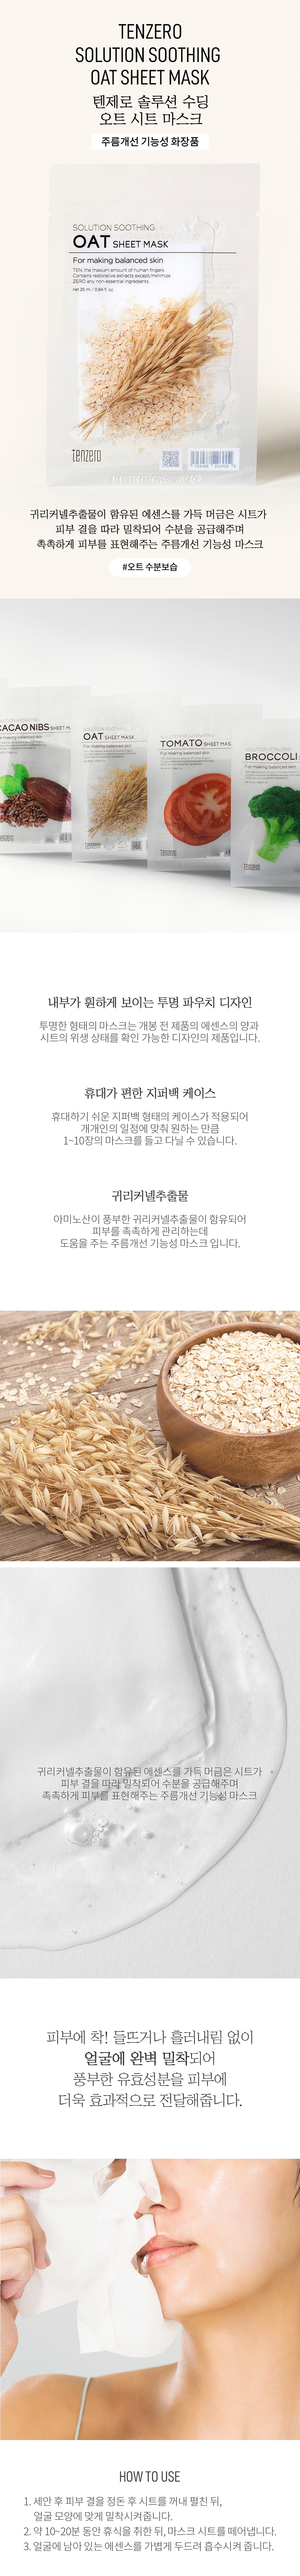 TENZERO
SOLUTION SOOTHING
OAT SHEET MASK
텐제로 솔루션 수딩
오트 시트 마스크
주름개선 기능성 화장품
SOLUTION SOOTHING
OAT SHEET MASK
For making balanced skin
TEN, the maxium amount of human fingers
Contains restorative extracts except/minimize
ZERO any non-essential ingredients
net 25 ml / 0.84 fl oz
tenzero
귀리커넬추출물이 함유된 에센스를 가득 머금은 시트가
피부 결을 따라 밀착되어 수분을 공급해주며
촉촉하게 피부를 표현해주는 주름개선 기능성 마스크
#오트 수분보습
CACAO NIBS SHEET M
For making balanced skin
SOLUTION SOOTHING
OAT SHEET MASK
For making balanced skin
tenzero
TOMATO SHEET MAS
For making balanced skin
tenzero
BROCCOLI
For making balanced skin
tenzero
내부가 훤하게 보이는 투명 파우치 디자인
투명한 형태의 마스크는 개봉 전 제품의 에센스의 양과
시트의 위생 상태를 확인 가능한 디자인의 제품입니다.
휴대가 편한 지퍼백 케이스
휴대하기 쉬운 지퍼백 형태의 케이스가 적용되어
개개인의 일정에 맞춰 원하는 만큼
1~10장의 마스크를 들고 다닐 수 있습니다.
귀리커넬추출물
아미노산이 풍부한 귀리커넬추출물이 함유되어
피부를 촉촉하게 관리하는데
도움을 주는 주름개선 기능성 마스크 입니다.
귀리커넬추출물이 함유된 에센스를 가득 머금은 시트가
피부 결을 따라 밀착되어 수분을 공급해주며
촉촉하게 피부를 표현해주는 주름개선 기능성 마스크
피부에 착! 들뜨거나 흘러내림 없이
얼굴에 완벽 밀착되어
풍부한 유효성분을 피부에
더욱 효과적으로 전달해줍니다.
HOW TO USE
1. 세안 후 피부 결을 정돈 후 시트를 꺼내 펼친 뒤,
얼굴 모양에 맞게 밀착시켜줍니다.
2. 약 10~20분 동안 휴식을 취한 뒤, 마스크 시트를 떼어냅니다.
3. 얼굴에 남아 있는 에센스를 가볍게 두드려 흡수시켜 줍니다.